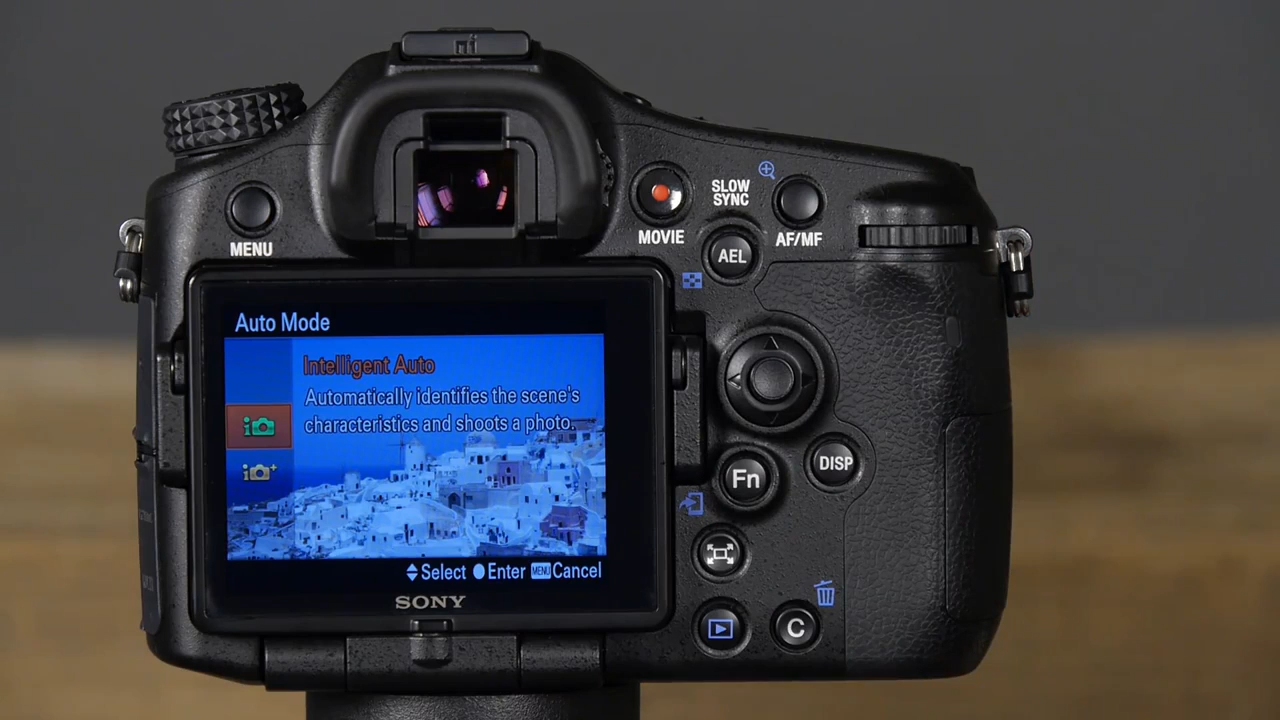 MENU
MOVIE
SLOW
SYNC
AF/MF
AEL
Auto Mode
Intelligent Auto
Automatically identifies the scene's
characteristics and shoots a photo.
i
i +
Select Enter MENU Cancel
SONY
DISP
Fn
C